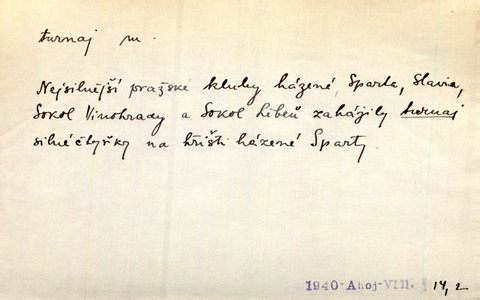 turnaj m.
Nejsilnější pražské kluby házené, Sparta, Slavia,
Sokol Vinohrady a Sokol Libeň zahájily turnaj
silné čtyřky na hřišti házené Sparty
1940-Ahoj-VIII. § 14, 2